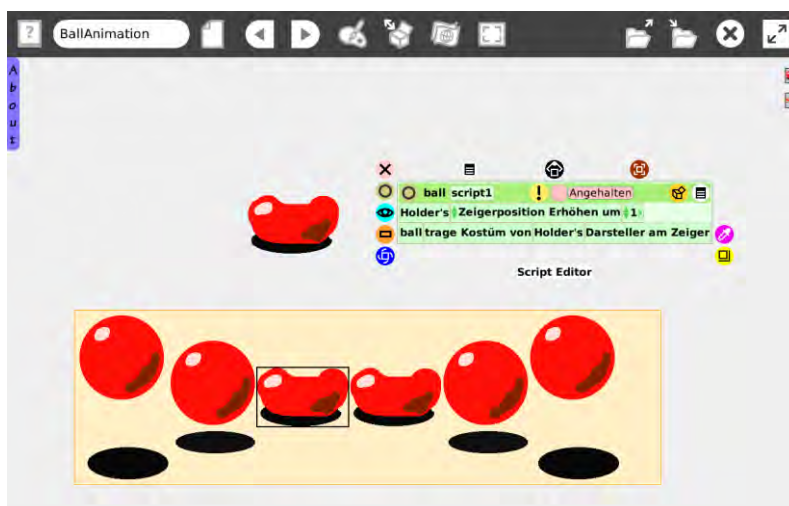 BallAnimation
About
ball script1 ! Angehalten
Holder's Zeigerposition Erhöhen um 1
ball trage Kostüm von Holder's Darsteller am Zeiger
Script Editor